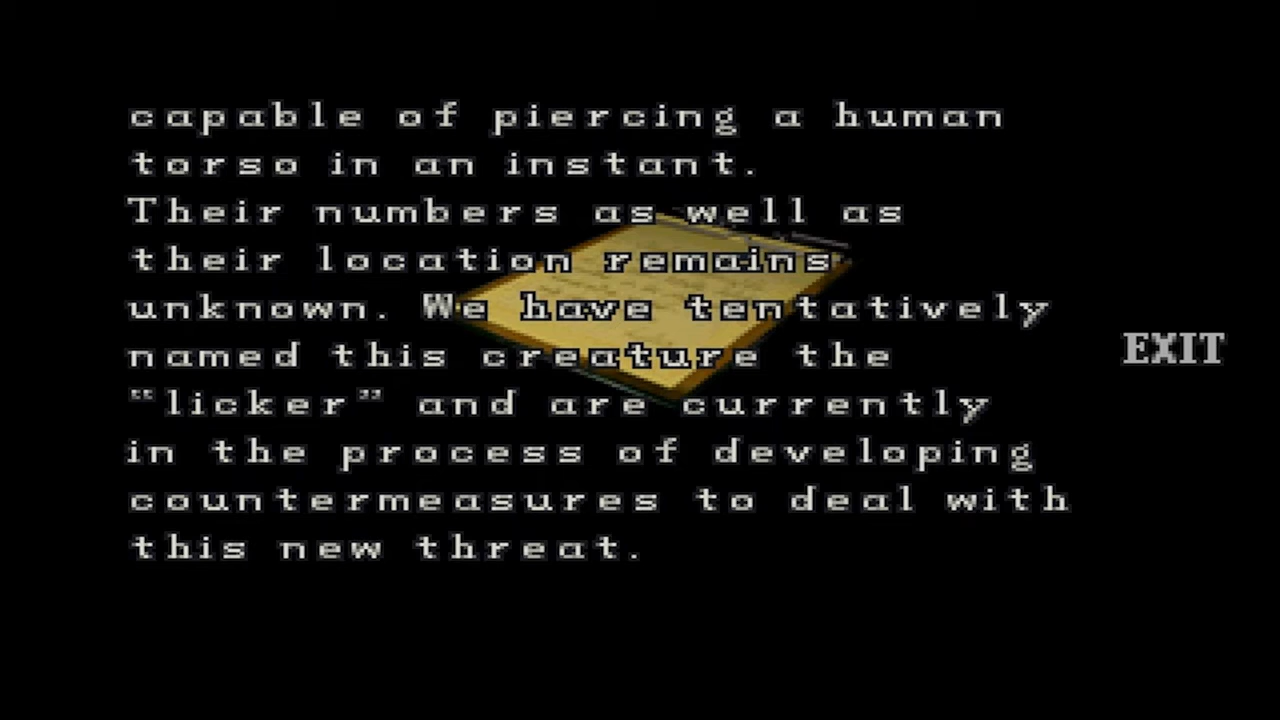 capable of piercing a human
torso in an instant.
Their numbers as well as
their location remains
unknown. We have tentatively
named this creature the
"licker" and are currently
in the process of developing
countermeasures to deal with
this new threat.
EXIT